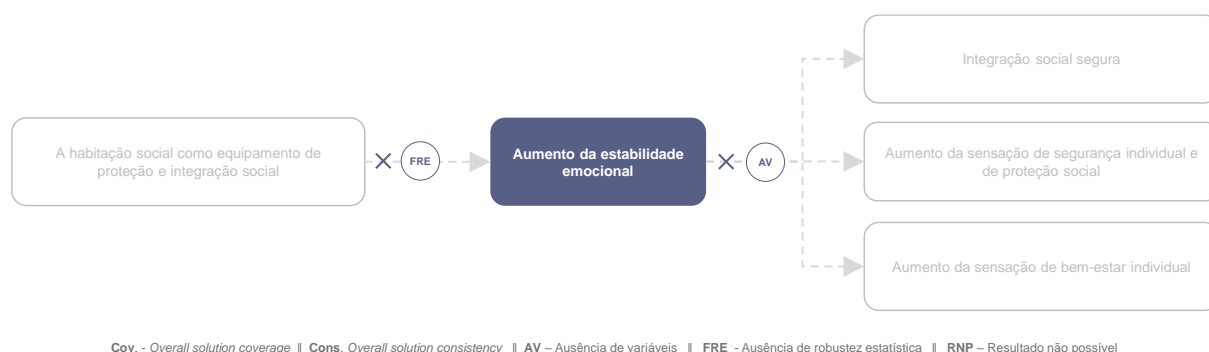 Integração social segura
A habitação social como equipamento de
proteção e integração social
FRE
Aumento da estabilidade
emocional
AV
Aumento da sensação de segurança individual e
de proteção social
Aumento da sensação de bem-estar individual
Cov. - Overall solution coverage || Cons. Overall solution consistency || AV – Ausência de variáveis || FRE - Ausência de robustez estatística || RNP – Resultado não possível